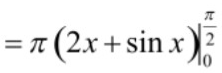 = π(2x + sin x)|₀^{π/2}